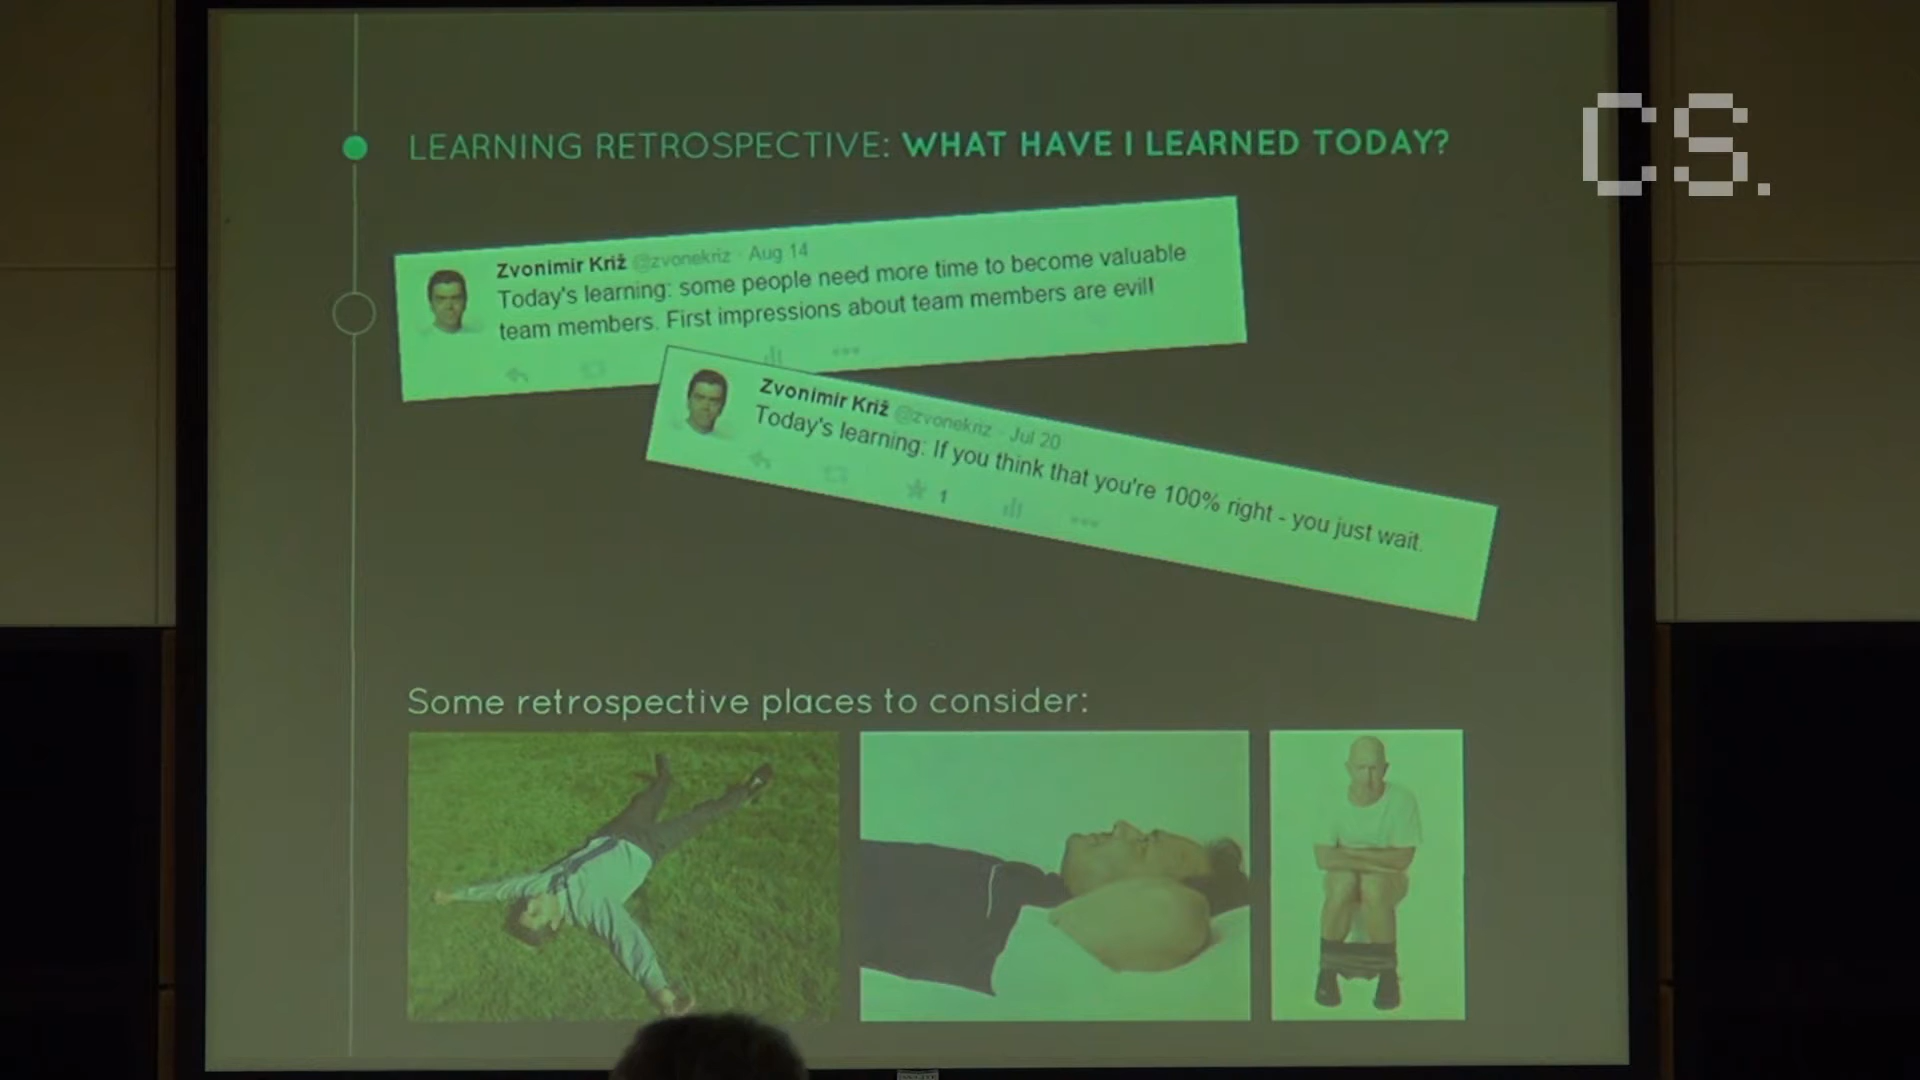 CS.
LEARNING RETROSPECTIVE: WHAT HAVE I LEARNED TODAY?
Zvonimir Križ @zvonekriz · Aug 14
Today's learning: some people need more time to become valuable
team members. First impressions about team members are evil!
Zvonimir Križ @zvonekriz · Jul 20
Today's learning: If you think that you're 100% right - you just wait.
1
Some retrospective places to consider: